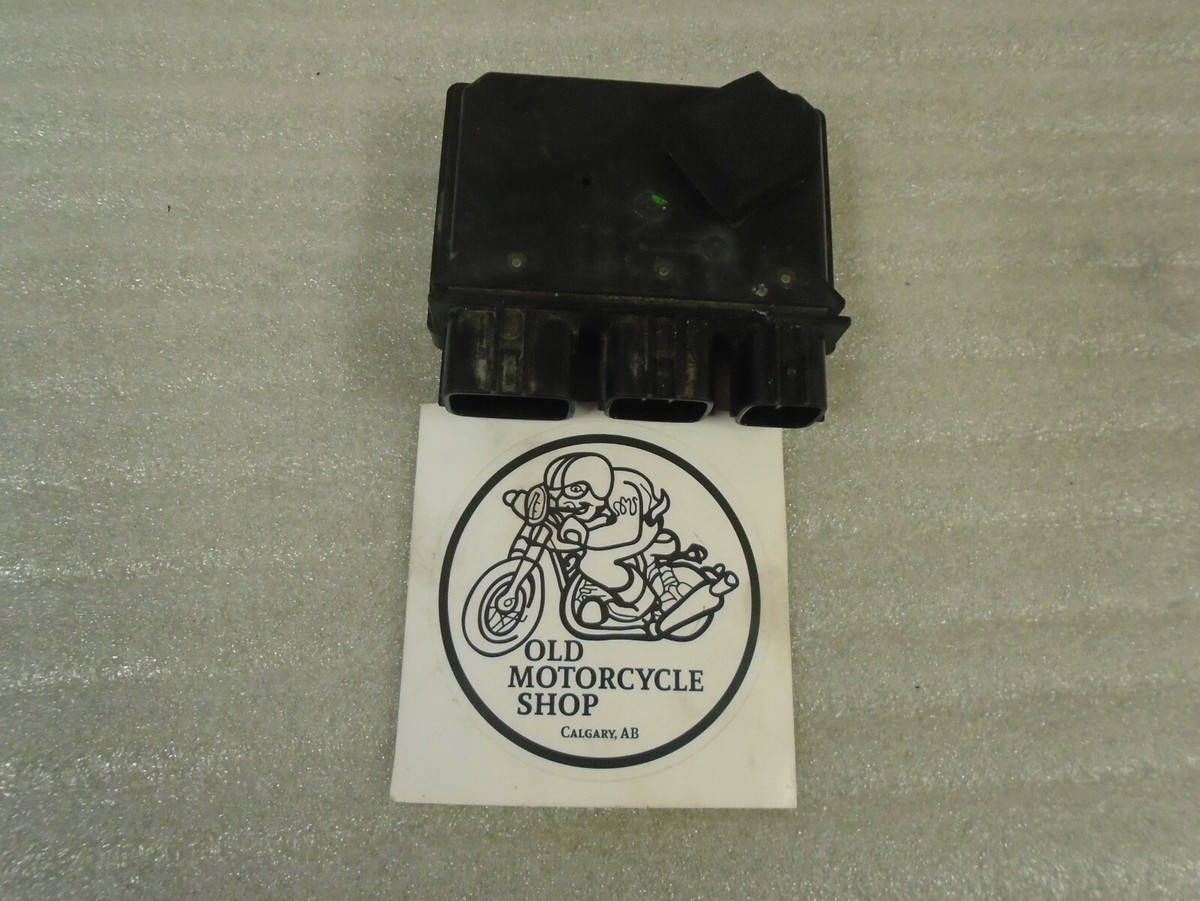 OLD
MOTORCYCLE
SHOP
CALGARY, AB